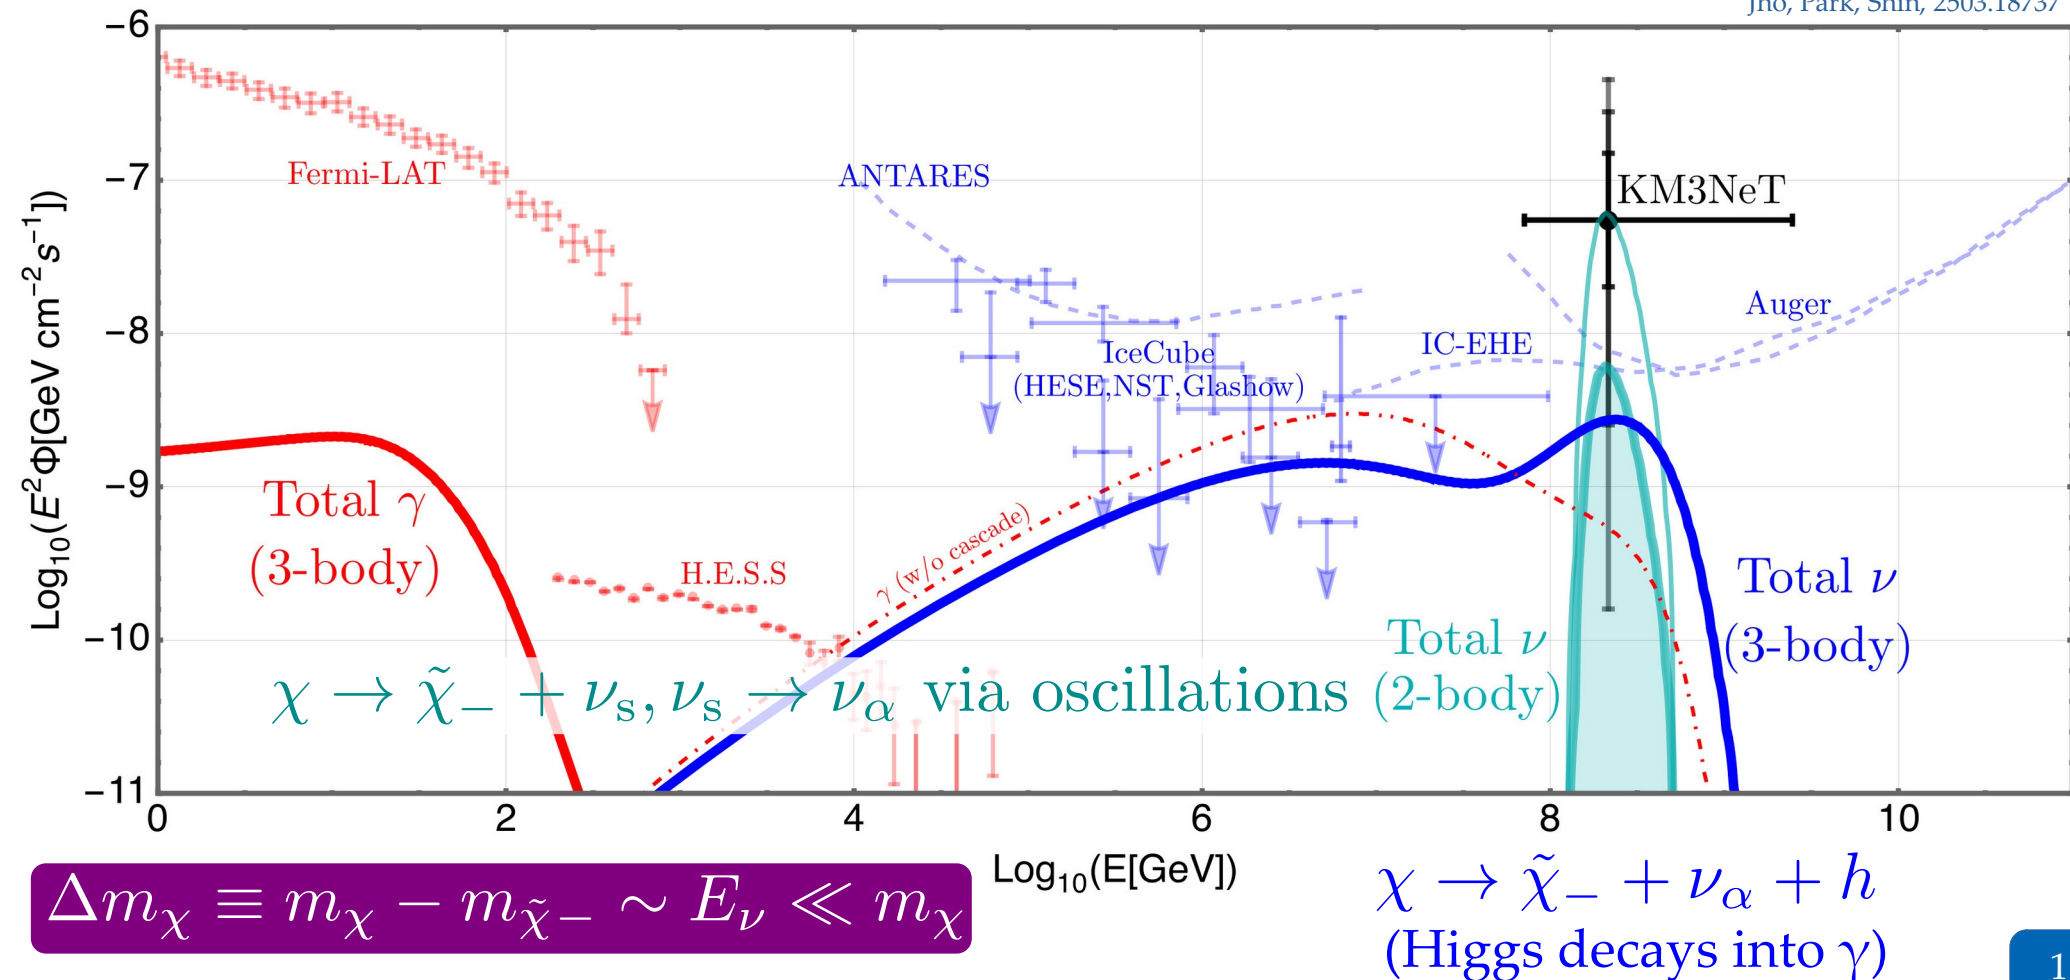 Jho, Park, Shin, 2503.18737
Log₁₀(E²Φ[GeV cm⁻² s⁻¹])
−6
−7
−8
−9
−10
−11
Fermi-LAT
ANTARES
KM3NeT
Auger
IceCube
(HESE,NST,Glashow)
IC-EHE
Total γ
(3-body)
H.E.S.S
γ (w/o cascade)
Total ν
(2-body)
Total ν
(3-body)
χ → χ̃₋ + νₛ, νₛ → ν_α via oscillations
0 2 4 6 8 10
Log₁₀(E[GeV])
Δm_χ ≡ m_χ − m_χ̃₋ ∼ E_ν ≪ m_χ
χ → χ̃₋ + ν_α + h
(Higgs decays into γ)
1